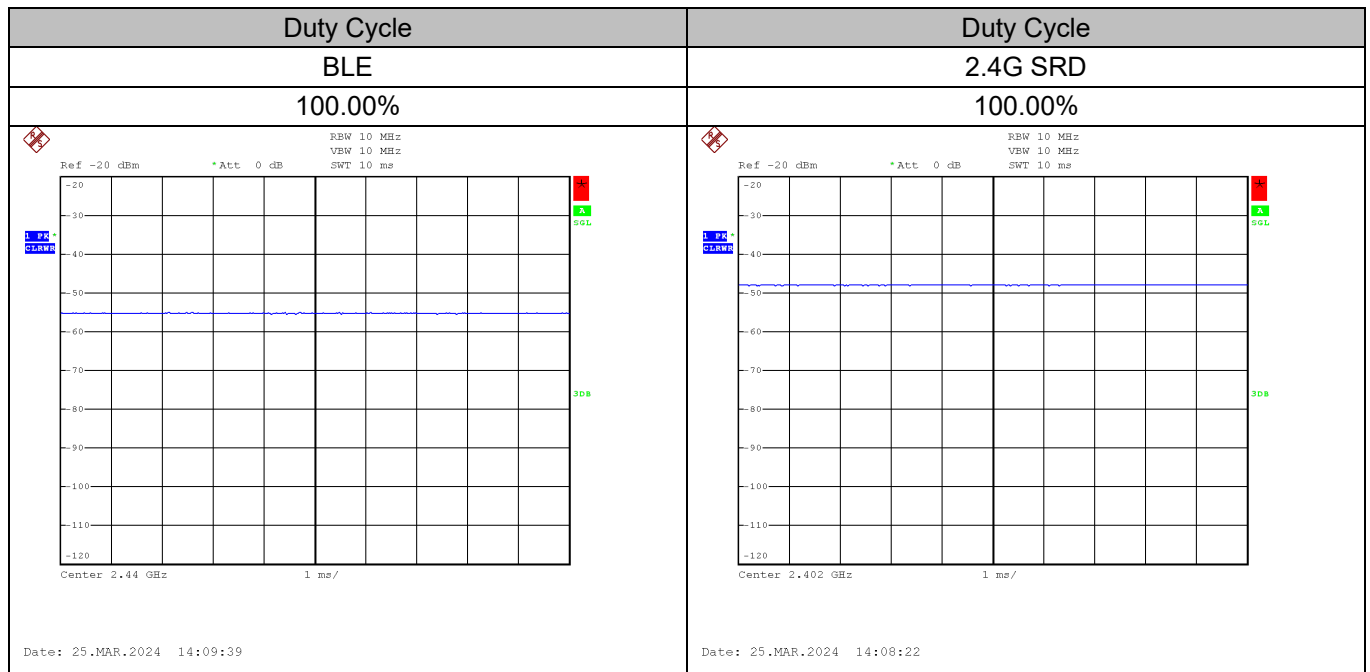 Duty Cycle
Duty Cycle
BLE
2.4G SRD
100.00%
100.00%
R S
RBW 10 MHz
VBW 10 MHz
Ref -20 dBm *Att 0 dB SWT 10 ms
-20
-30
-40
-50
-60
-70
-80
-90
-100
-110
-120
1 PK *
CLRWR
*
A
SGL
3DB
Center 2.44 GHz 1 ms/
Date: 25.MAR.2024 14:09:39
R S
RBW 10 MHz
VBW 10 MHz
Ref -20 dBm *Att 0 dB SWT 10 ms
-20
-30
-40
-50
-60
-70
-80
-90
-100
-110
-120
1 PK *
CLRWR
*
A
SGL
3DB
Center 2.402 GHz 1 ms/
Date: 25.MAR.2024 14:08:22